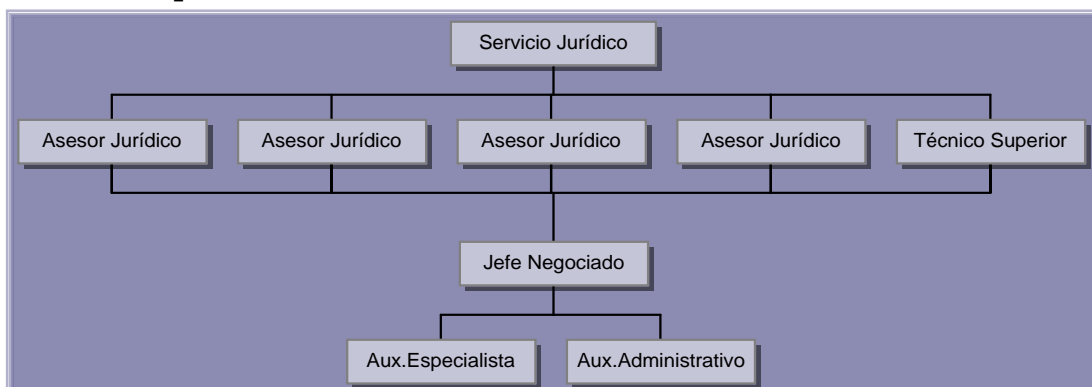 Servicio Jurídico
Asesor Jurídico
Asesor Jurídico
Asesor Jurídico
Asesor Jurídico
Técnico Superior
Jefe Negociado
Aux.Especialista
Aux.Administrativo